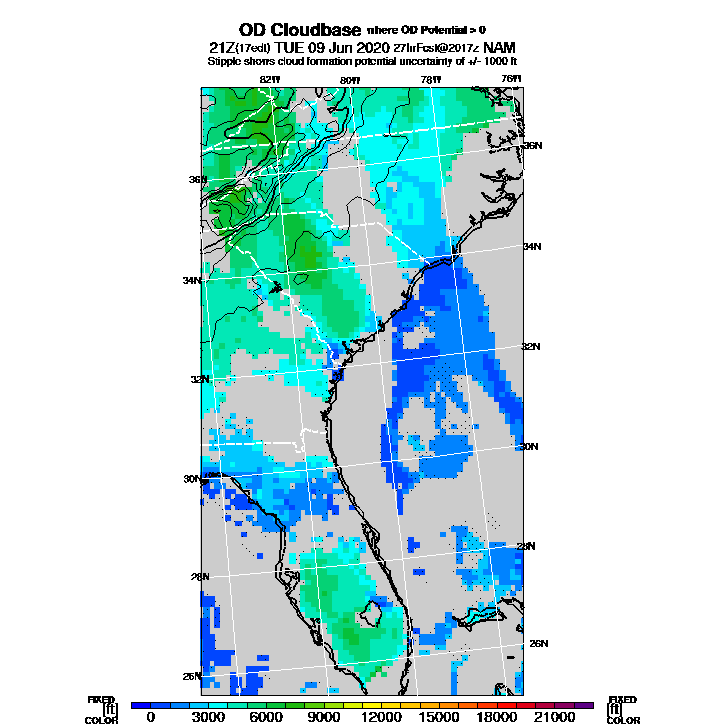 OD Cloudbase where OD Potential > 0
21Z(17edt) TUE 09 Jun 2020 27hrFcst@2017z NAM
Stipple shows cloud formation potential uncertainty of +/- 1000 ft
82W 80W 78W 76W
36N
36N
34N
34N
32N
32N
30N
30N
28N
28N
26N
26N
FIXED FIXED
[ft] 0 3000 6000 9000 12000 15000 18000 21000 [ft]
COLOR COLOR